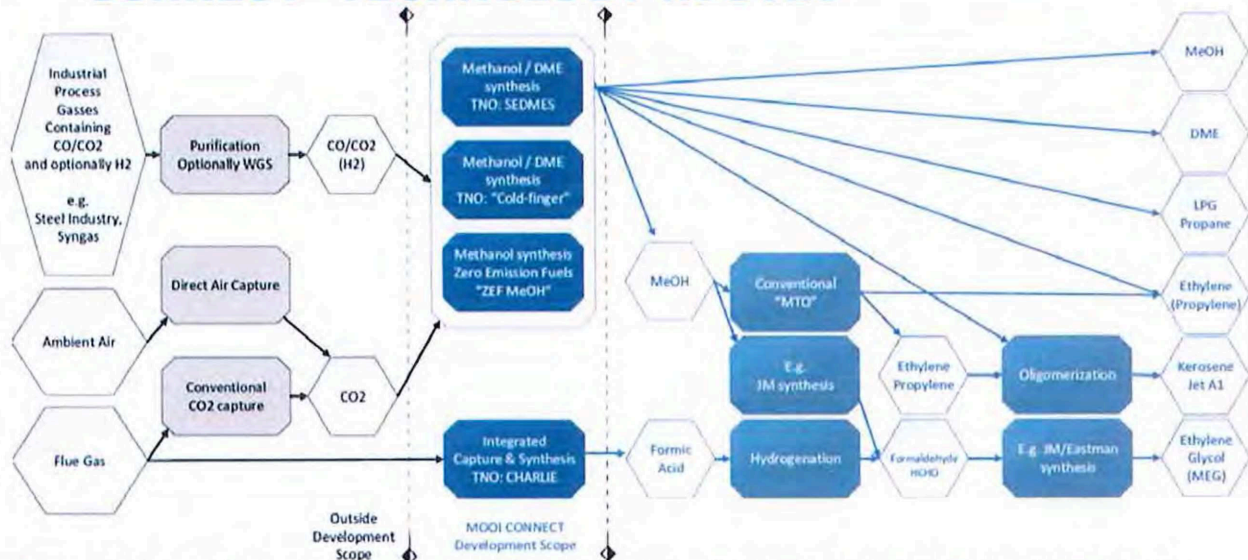 Industrial
Process
Gasses
Containing
CO/CO2
and optionally H2
e.g.
Steel Industry,
Syngas
Purification
Optionally WGS
CO/CO2
(H2)
Methanol / DME
synthesis
TNO: SEDMES
Methanol / DME
synthesis
TNO: "Cold-finger"
Methanol synthesis
Zero Emission Fuels
"ZEF MeOH"
MeOH
DME
LPG
Propane
Direct Air Capture
Ambient Air
MeOH
Conventional
"MTO"
Ethylene
(Propylene)
Conventional
CO2 capture
CO2
E.g.
JM synthesis
Ethylene
Propylene
Oligomerization
Kerosene
Jet A1
Flue Gas
Integrated
Capture & Synthesis
TNO: CHARLIE
Formic
Acid
Hydrogenation
Formaldehyde
HCHO
E.g. JM/Eastman
synthesis
Ethylene
Glycol
(MEG)
Outside
Development
Scope
MOOI CONNECT
Development Scope